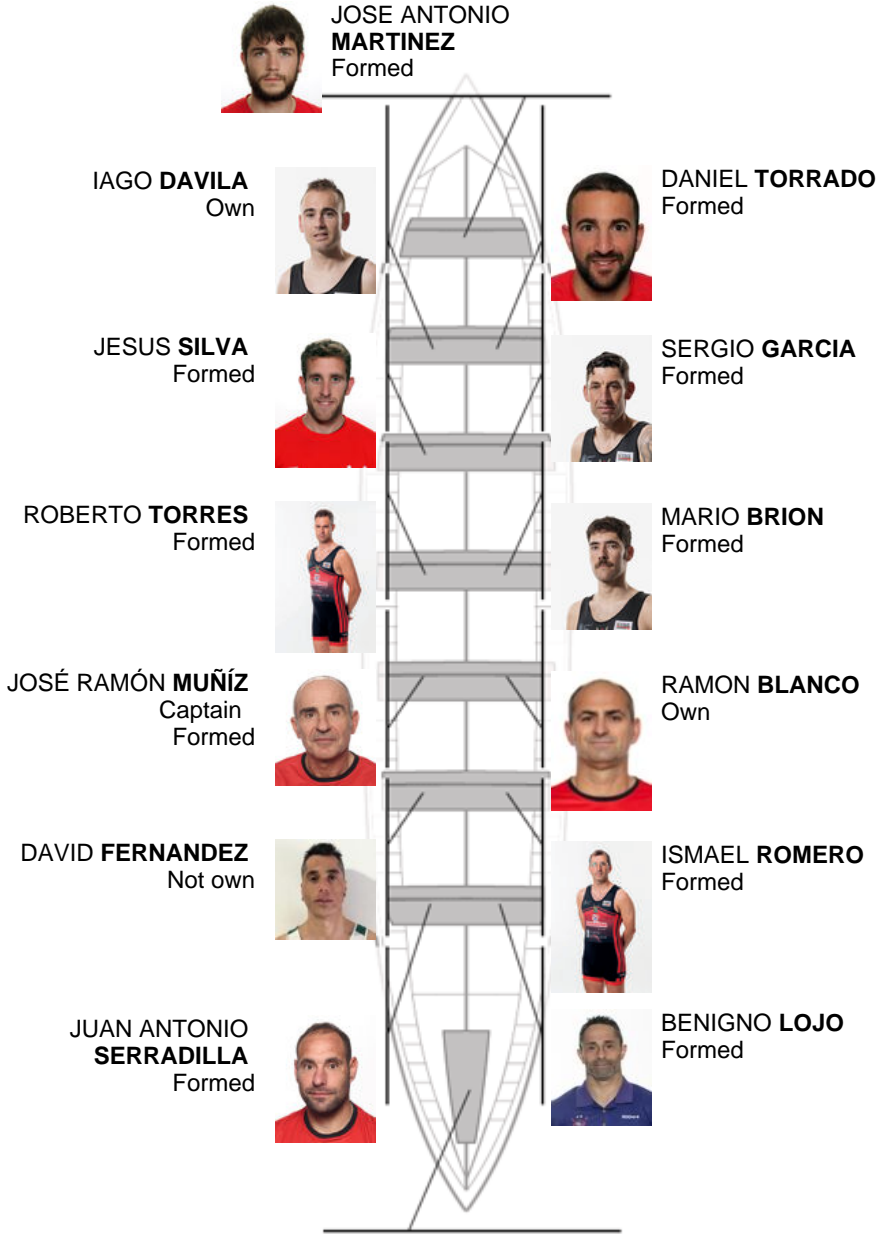 JOSE ANTONIO
MARTINEZ
Formed
IAGO DAVILA
Own
DANIEL TORRADO
Formed
JESUS SILVA
Formed
SERGIO GARCIA
Formed
ROBERTO TORRES
Formed
MARIO BRION
Formed
JOSÉ RAMÓN MUÑÍZ
Captain
Formed
RAMON BLANCO
Own
DAVID FERNANDEZ
Not own
ISMAEL ROMERO
Formed
JUAN ANTONIO
SERRADILLA
Formed
BENIGNO LOJO
Formed